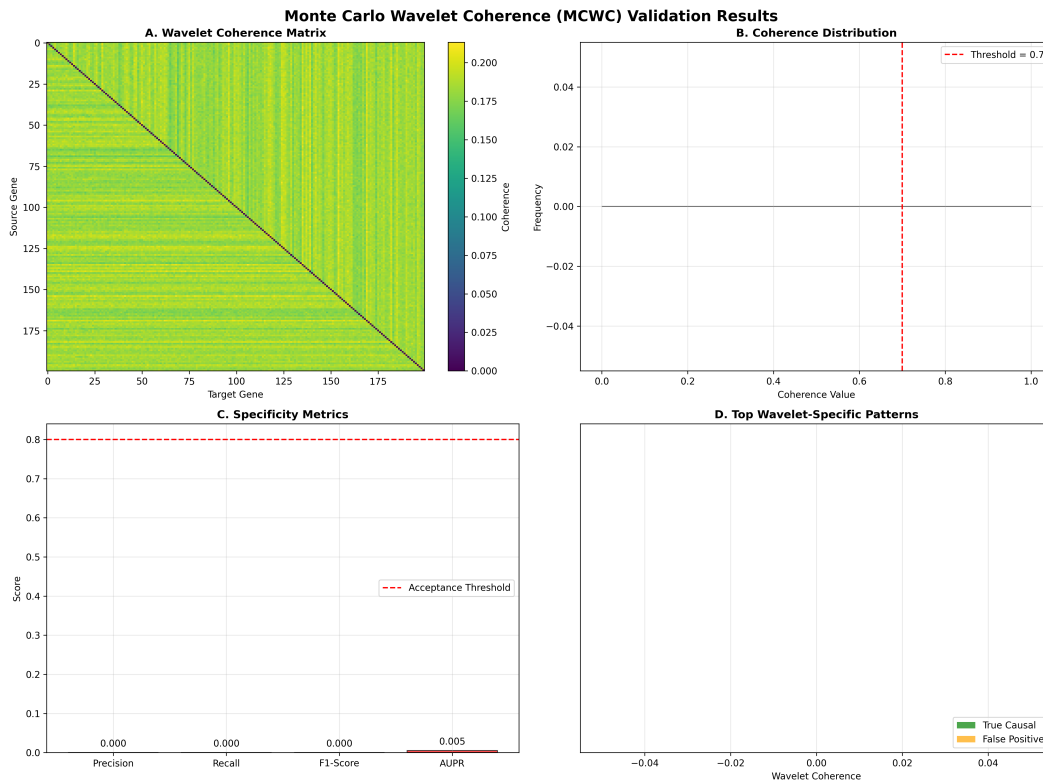 Monte Carlo Wavelet Coherence (MCWC) Validation Results
A. Wavelet Coherence Matrix
0
25
50
75
100
125
150
175
Source Gene
0
25
50
75
100
125
150
175
Target Gene
0.200
0.175
0.150
0.125
0.100
0.075
0.050
0.025
0.000
Coherence
B. Coherence Distribution
Threshold = 0.7
0.04
0.02
0.00
−0.02
−0.04
Frequency
0.0
0.2
0.4
0.6
0.8
1.0
Coherence Value
C. Specificity Metrics
0.8
0.7
0.6
0.5
0.4
0.3
0.2
0.1
0.0
Score
Acceptance Threshold
0.000
0.000
0.000
0.005
Precision
Recall
F1-Score
AUPR
D. Top Wavelet-Specific Patterns
True Causal
False Positive
−0.04
−0.02
0.00
0.02
0.04
Wavelet Coherence